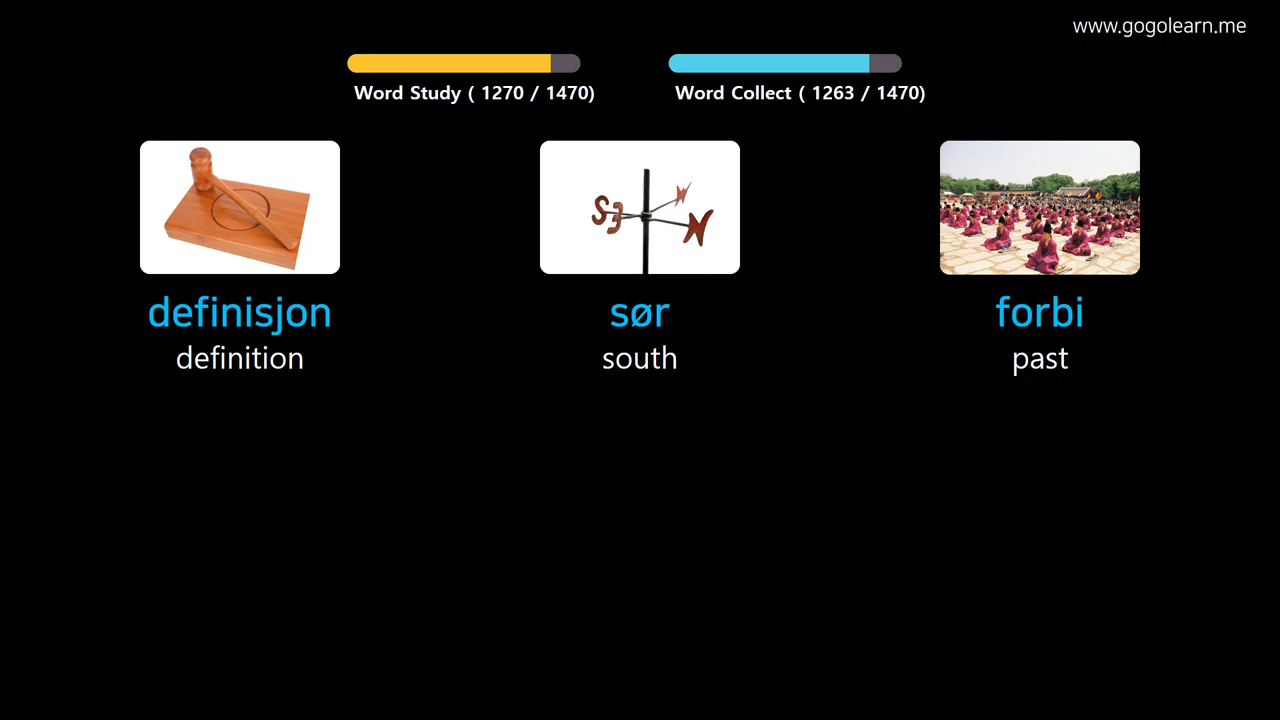 www.gogolearn.me
Word Study ( 1270 / 1470)
Word Collect ( 1263 / 1470)
definisjon
definition
sør
south
forbi
past